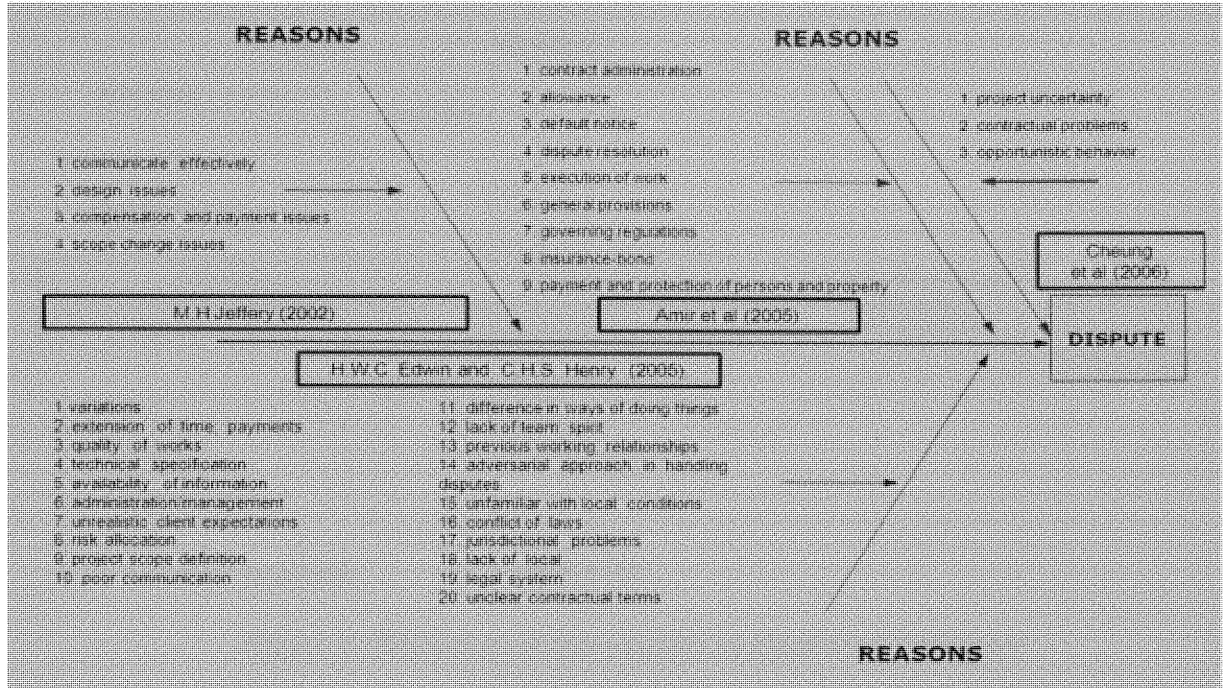 REASONS
1 communicate effectively
2 design issues
3 compensation and payment issues
4 scope change issues
M.H.Jeffery (2002)
REASONS
1 contract administration
2 allowance
3 default notice
4 dispute resolution
5 execution of work
6 general provisions
7 governing regulations
8 insurance-bond
9 payment and protection of persons and property
Amir et al (2005)
1 project uncertainty
2 contractual problems
3 opportunistic behavior
Cheung
et al (2006)
DISPUTE
H.W.C. Edwin and C.H.S. Henry (2005)
1 variations
2 extension of time payments
3 quality of works
4 technical specification
5 availability of information
6 administration/management
7 unrealistic client expectations
8 risk allocation
9 project scope definition
10 poor communication
11 difference in ways of doing things
12 lack of team spirit
13 previous working relationships
14 adversarial approach in handling
disputes
15 unfamiliar with local conditions
16 conflict of laws
17 jurisdictional problems
18 lack of local
19 legal system
20 unclear contractual terms
REASONS